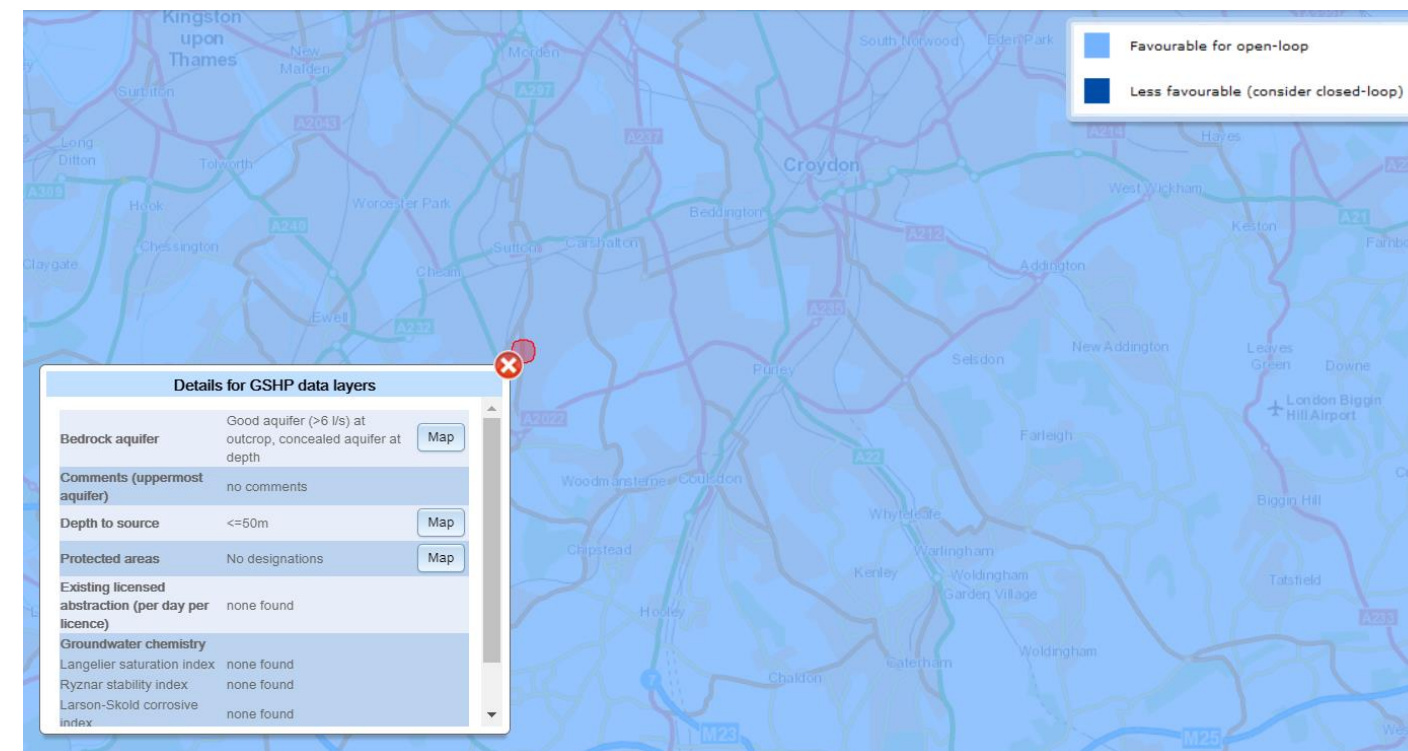 Kingston
upon
Thames
New
Malden
Morden
South Norwood
Eden Park
Favourable for open-loop
Less favourable (consider closed-loop)
Surbiton
A297
A2043
A237
A214
Hayes
Long
Ditton
Tolworth
Croydon
A309
Hook
Worcester Park
Beddington
West Wickham
A240
A212
Keston
A21
Chessington
Sutton
Carshalton
Claygate
Cheam
Addington
Ewell
A232
A235
New Addington
Leaves
Green
Downe
Selsdon
Purley
London Biggin
Hill Airport
A2022
Farleigh
A22
Woodmansterne
Coulsdon
Biggin Hill
Whyteleafe
Chipstead
Warlingham
Kenley
Woldingham
Garden Village
Tatsfield
Hooley
A233
Woldingham
Caterham
Chaldon
7
M23
M25
Details for GSHP data layers
Bedrock aquifer
Good aquifer (>6 l/s) at
outcrop, concealed aquifer at
depth
Map
Comments (uppermost
aquifer)
no comments
Depth to source
<=50m
Map
Protected areas
No designations
Map
Existing licensed
abstraction (per day per
licence)
none found
Groundwater chemistry
Langelier saturation index none found
Ryznar stability index none found
Larson-Skold corrosive
index
none found